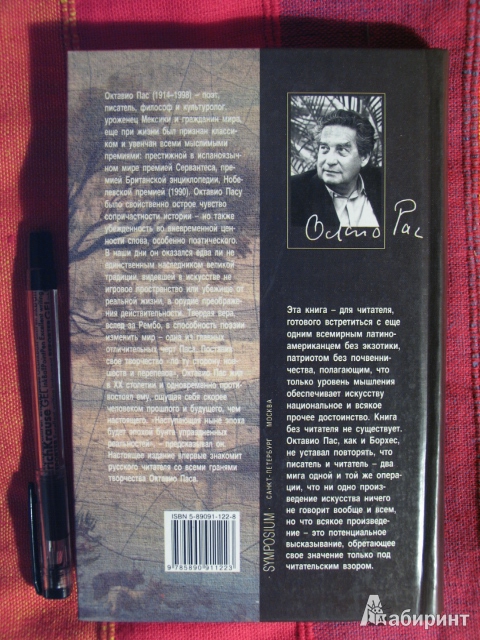 Октавио Пас (1914–1998) – поэт,
писатель, философ и культуролог,
уроженец Мексики и гражданин мира,
еще при жизни был признан класси-
ком и увенчан всеми мыслимыми
премиями: престижной в испаноязыч-
ном мире премией Сервантеса, пре-
мией Британской энциклопедии, Нобе-
левской премией (1990). Октавио Пасу
было свойственно острое чувство
сопричастности истории – но также
убежденность во вневременной цен-
ности слова, особенно поэтического.
В наши дни он оказался едва ли не
единственным наследником великой
традиции, видевшей в искусстве не
игровое пространство или убежище от
реальной жизни, а орудие преображе-
ния действительности. Твердая вера,
вслед за Рембо, в способность поэзии
изменить мир – одна из главных
отличительных черт Паса. Поставив
свое творчество «по ту сторону
и перепева», Октавио Пас жил
в XX столетии и одновременно проти-
востоял ему, ощущая себя скорее
человеком прошлого и будущего, чем
настоящего. «Наступающая ныне эпоха
будет эпохой бунта упраздненных
реальностей», – предсказывал он.
Настоящее издание впервые знакомит
русского читателя со всеми гранями
творчества Октавио Паса.
ISBN 5-89091-122-8
9 785890 911223
SYMPOSIUM САНКТ-ПЕТЕРБУРГ МОСКВА
Октавио Пас
Эта книга – для читателя,
готового встретиться с еще
одним всемирным латино-
американцем без экзотики,
патриотом без почвенни-
чества, полагающим, что
только уровень мышления
обеспечивает искусству
национальное и всякое
прочее достоинство. Книга
без читателя не существует.
Октавио Пас, как и Борхес,
не уставал повторять, что
писатель и читатель – два
мига одной и той же опера-
ции, что ни одно произ-
ведение искусства ничего
не говорит вообще и всем,
но что всякое произведе-
ние – это потенциальное
высказывание, обретающее
свое значение только под
читательским взором.
Лабиринт